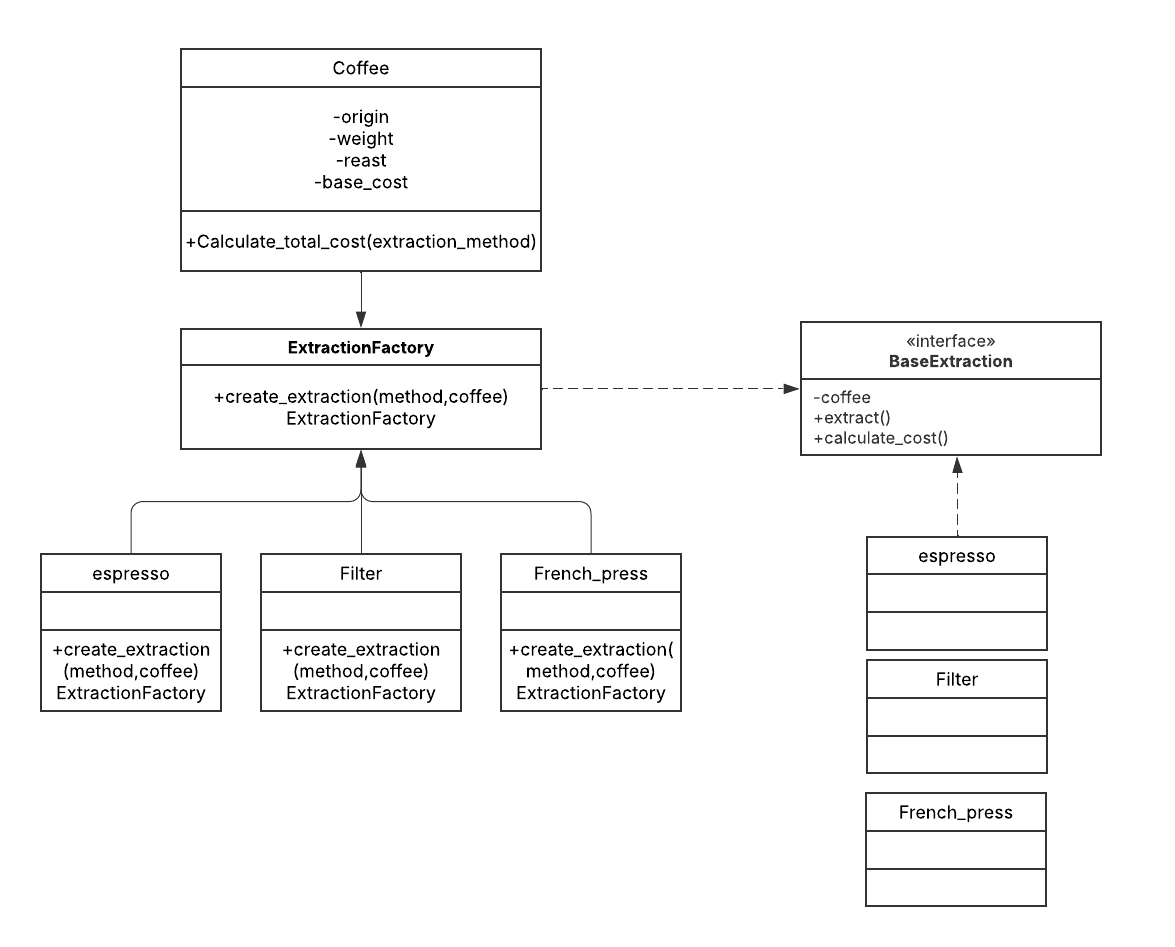 Coffee
-origin
-weight
-reast
-base_cost
+Calculate_total_cost(extraction_method)
ExtractionFactory
+create_extraction(method,coffee)
ExtractionFactory
«interface»
BaseExtraction
-coffee
+extract()
+calculate_cost()
espresso
+create_extraction
(method,coffee)
ExtractionFactory
Filter
+create_extraction
(method,coffee)
ExtractionFactory
French_press
+create_extraction(
method,coffee)
ExtractionFactory
espresso
Filter
French_press